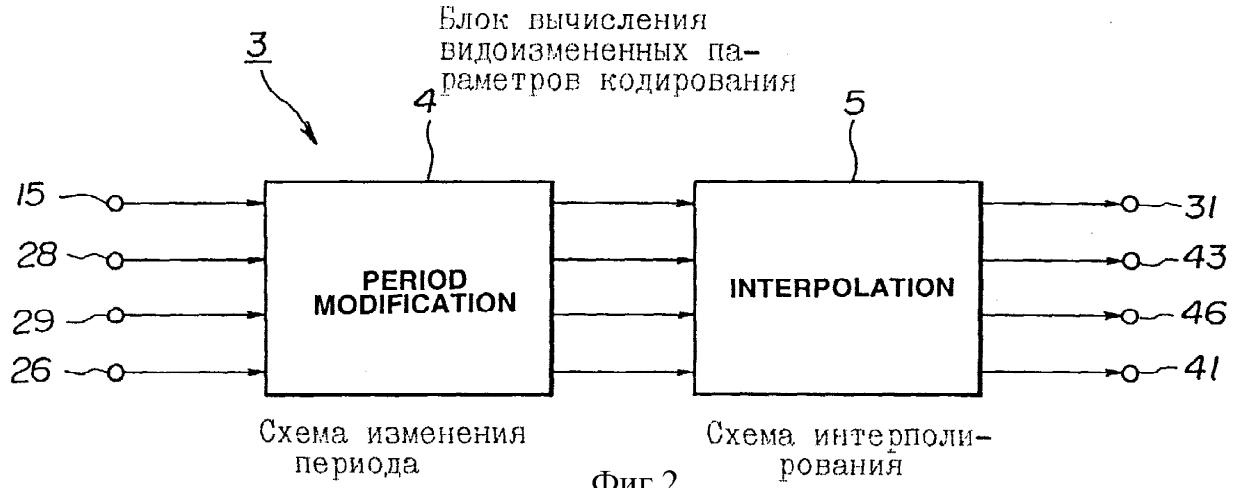 Блок вычисления
видоизмененных па-
раметров кодирования
3
4
5
15
28
29
26
PERIOD
MODIFICATION
INTERPOLATION
31
43
46
41
Схема изменения
периода
Схема интерполи-
рования
Фиг.2